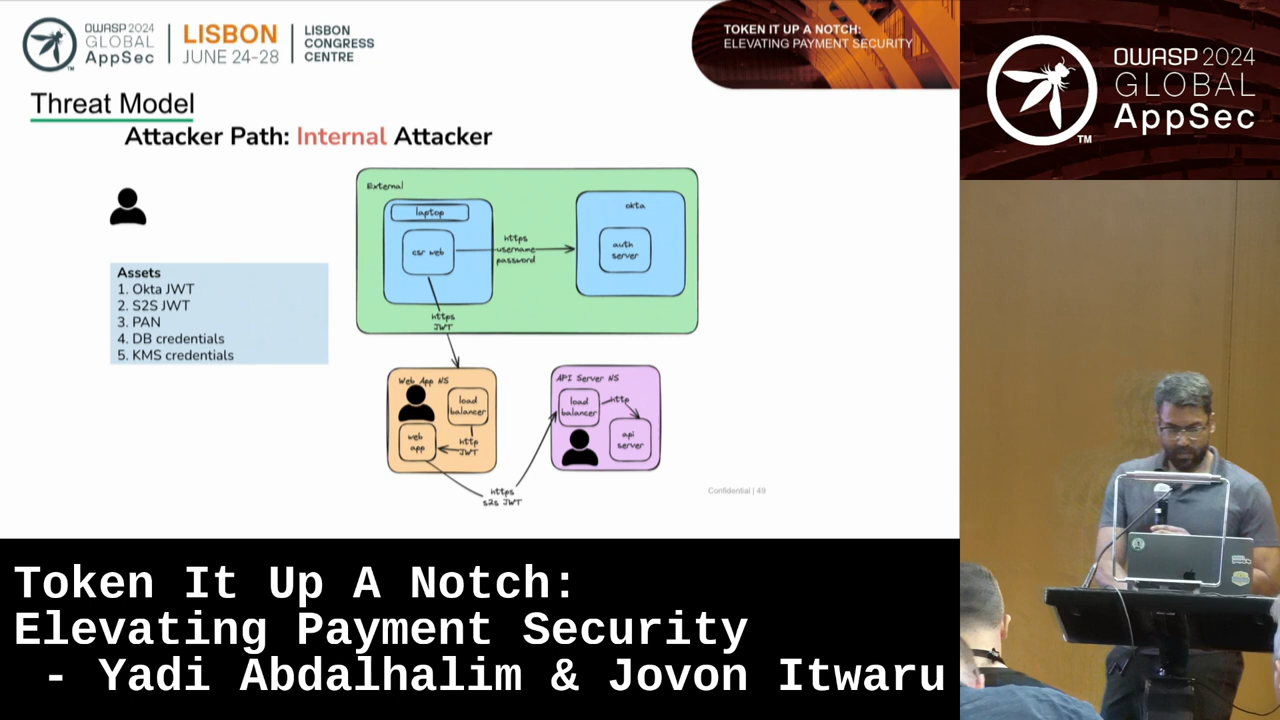 OWASP 2024
GLOBAL
AppSec
TM
LISBON
JUNE 24-28
LISBON
CONGRESS
CENTRE
TOKEN IT UP A NOTCH:
ELEVATING PAYMENT SECURITY
OWASP 2024
GLOBAL
AppSec
TM
Threat Model
Attacker Path: Internal Attacker
External
laptop
csr web
https
username
password
okta
auth
server
Assets
1. Okta JWT
2. S2S JWT
3. PAN
4. DB credentials
5. KMS credentials
https
JWT
Web App NS
load
balancer
web
app
http
JWT
API Server NS
load
balancer
http
api
server
https
s2s JWT
Confidential | 49
Token It Up A Notch:
Elevating Payment Security
- Yadi Abdalhalim & Jovon Itwaru